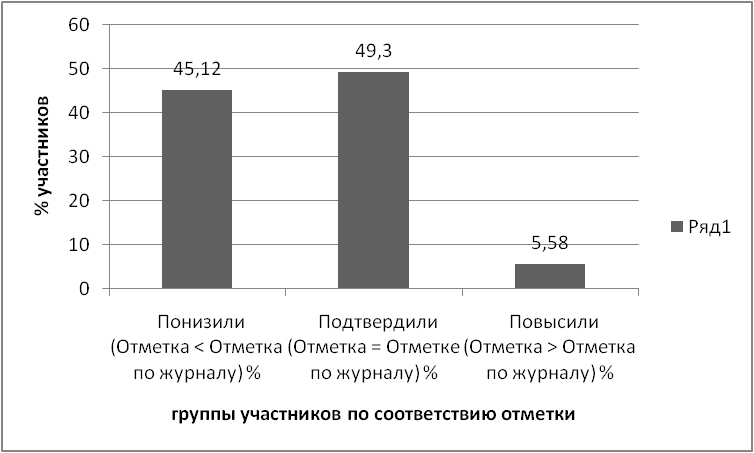 60
50
40
30
20
10
0
% участников
45,12
49,3
5,58
Ряд1
Понизили
(Отметка < Отметка
по журналу) %
Подтвердили
(Отметка = Отметке
по журналу) %
Повысили
(Отметка > Отметка
по журналу) %
группы участников по соответствию отметки